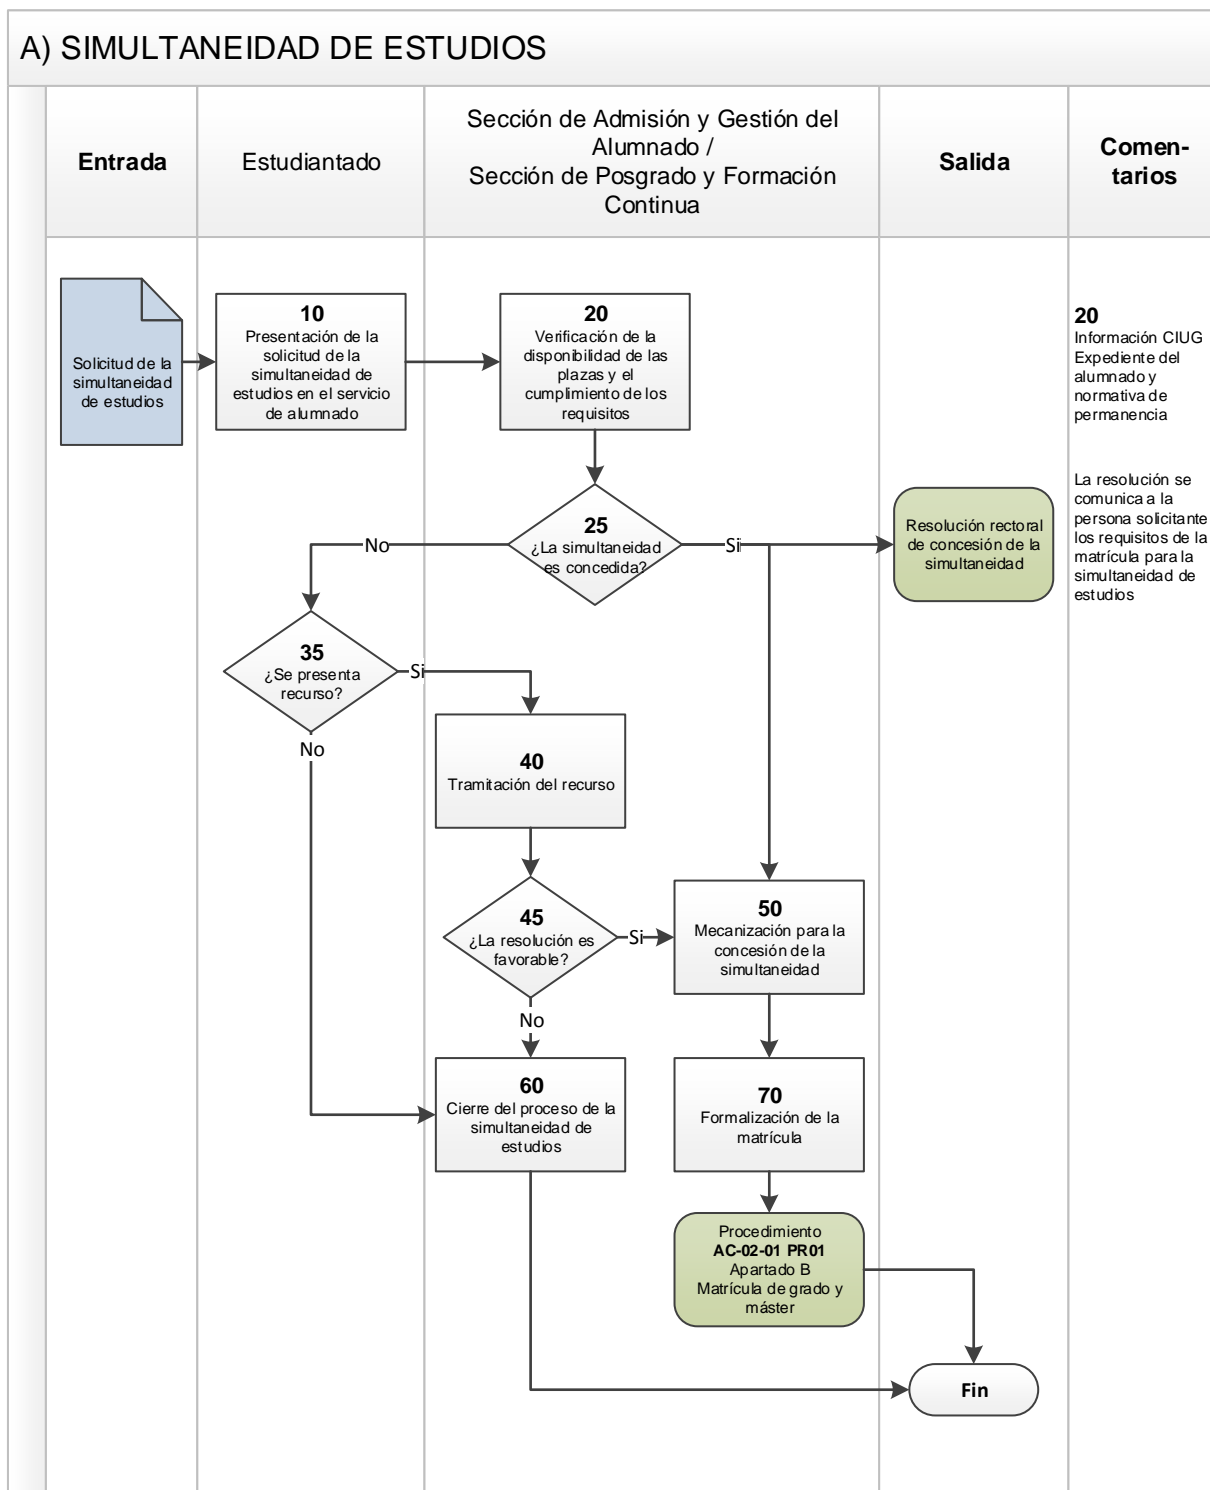 A) SIMULTANEIDAD DE ESTUDIOS
Entrada
Estudiantado
Sección de Admisión y Gestión del
Alumnado /
Sección de Posgrado y Formación
Continua
Salida
Comen-
tarios
Solicitud de la
simultaneidad
de estudios
10
Presentación de la
solicitud de la
simultaneidad de
estudios en el servicio
de alumnado
20
Verificación de la
disponibilidad de las
plazas y el
cumplimiento de los
requisitos
20
Información CIUG
Expediente del
alumnado y
normativa de
permanencia
La resolución se
comunica a la
persona solicitante
los requisitos de la
matrícula para la
simultaneidad de
estudios
25
¿La simultaneidad
es concedida?
No
Si
Resolución rectoral
de concesión de la
simultaneidad
35
¿Se presenta
recurso?
Si
No
40
Tramitación del recurso
45
¿La resolución es
favorable?
Si
No
50
Mecanización para la
concesión de la
simultaneidad
60
Cierre del proceso de la
simultaneidad de
estudios
70
Formalización de la
matrícula
Procedimiento
AC-02-01 PR01
Apartado B
Matrícula de grado y
máster
Fin